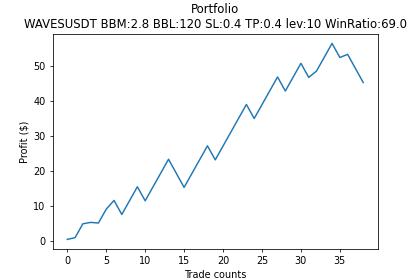 Portfolio
WAVESUSDT BBM:2.8 BBL:120 SL:0.4 TP:0.4 lev:10 WinRatio:69.0
Profit ($)
50
40
30
20
10
0
0 5 10 15 20 25 30 35
Trade counts